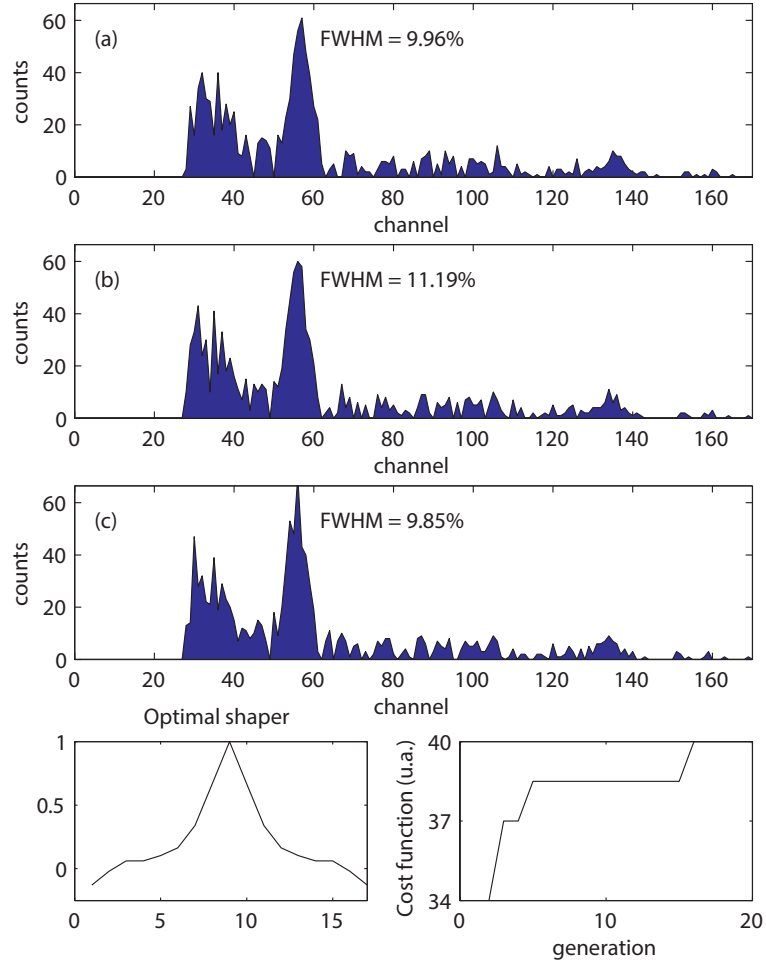 60
40
20
0
counts
(a)
FWHM = 9.96%
0 20 40 60 80 100 120 140 160
channel
60
40
20
0
counts
(b)
FWHM = 11.19%
0 20 40 60 80 100 120 140 160
channel
60
40
20
0
counts
(c)
FWHM = 9.85%
0 20 40 60 80 100 120 140 160
channel
Optimal shaper
1
0.5
0
0 5 10 15
Cost function (u.a.)
40
37
34
0 10 20
generation